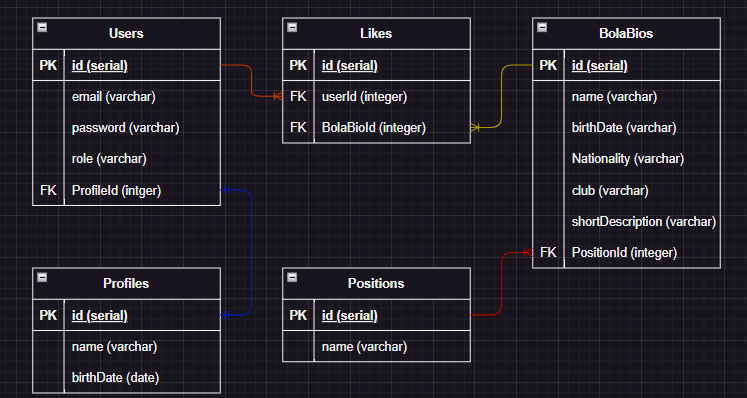 Users
PK id (serial)
email (varchar)
password (varchar)
role (varchar)
FK ProfileId (intger)
Likes
PK id (serial)
FK userId (integer)
FK BolaBioId (integer)
BolaBios
PK id (serial)
name (varchar)
birthDate (varchar)
Nationality (varchar)
club (varchar)
shortDescription (varchar)
FK PositionId (integer)
Profiles
PK id (serial)
name (varchar)
birthDate (date)
Positions
PK id (serial)
name (varchar)